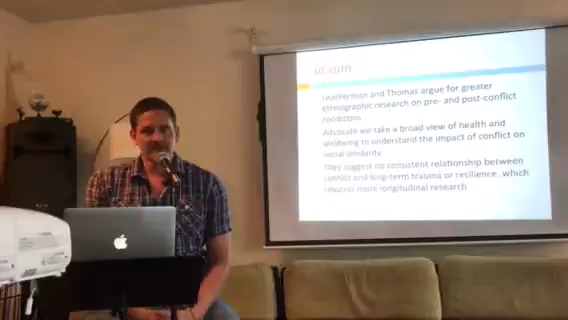 in sum
Leatherman and Thomas argue for greater
ethnographic research on pre- and post-conflict
conditions.
Advocate we take a broad view of health and
wellbeing to understand the impact of conflict on
social solidarity.
They suggest no consistent relationship between
conflict and long-term trauma or resilience, which
requires more longitudinal research